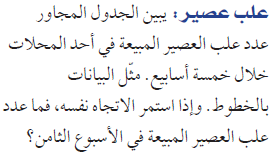 علب عصير: يبين الجدول المجاور
عدد علب العصير المبيعة في أحد المحلات
خلال خمسة أسابيع. مثّل البيانات
بالخطوط. وإذا استمر الاتجاه نفسه، فما عدد
علب العصير المبيعة في الأسبوع الثامن؟